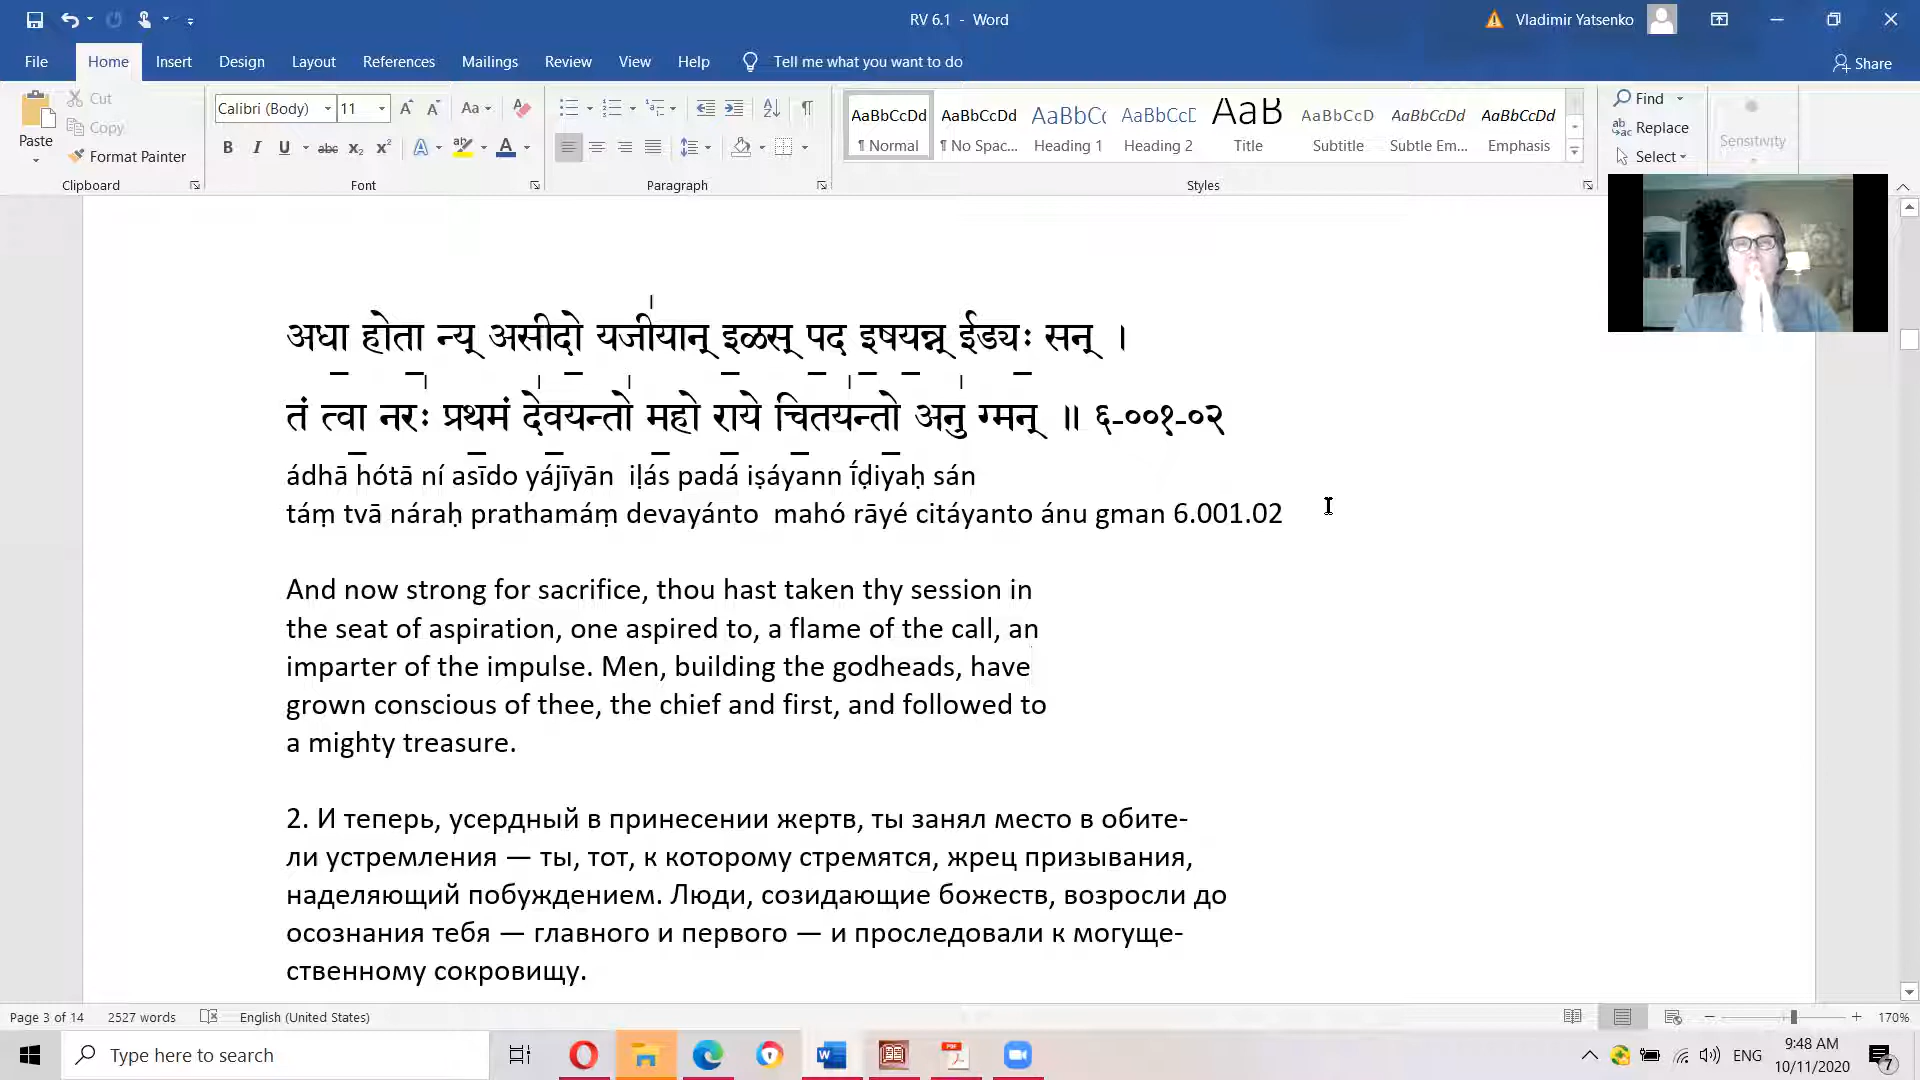 RV 6.1 - Word
Vladimir Yatsenko
File Home Insert Design Layout References Mailings Review View Help Tell me what you want to do
Share
Paste
Cut
Copy
Format Painter
Clipboard
Calibri (Body) 11
Font
Paragraph
AaBbCcDd AaBbCcDd AaBbCc AaBbCcD AaB AaBbCcD AaBbCcDd AaBbCcDd
¶ Normal ¶ No Spac... Heading 1 Heading 2 Title Subtitle Subtle Em... Emphasis
Styles
Find
Replace
Select
Sensitivity
अधा होता न्य् असीदो यजीयान् इळस् पद इषयन्न् ईड्यः सन् ।
तं त्वा नरः प्रथमं देवयन्तो महो राये चितयन्तो अनु ग्मन् ॥ ६-००१-०२
ádhā hótā ní asīdo yájīyān iḷás padá iṣáyann ī́ḍiyaḥ sán
táṃ tvā náraḥ prathamáṃ devayánto mahó rāyé citáyanto ánu gman 6.001.02
And now strong for sacrifice, thou hast taken thy session in
the seat of aspiration, one aspired to, a flame of the call, an
imparter of the impulse. Men, building the godheads, have
grown conscious of thee, the chief and first, and followed to
a mighty treasure.
2. И теперь, усердный в принесении жертв, ты занял место в обите-
ли устремления — ты, тот, к которому стремятся, жрец призывания,
наделяющий побуждением. Люди, созидающие божеств, возросли до
осознания тебя — главного и первого — и проследовали к могуще-
ственному сокровищу.
Page 3 of 14 2527 words English (United States) 170%
Type here to search
ENG
9:48 AM
10/11/2020
7